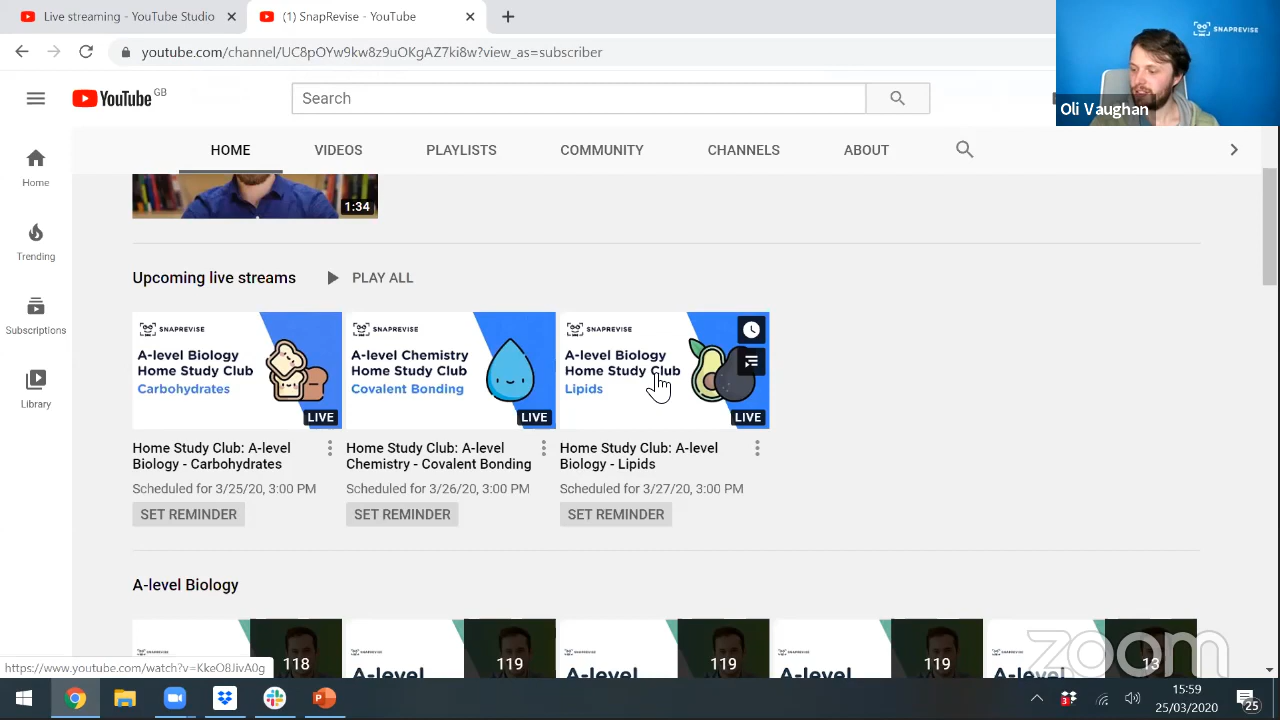 Live streaming - YouTube Studio
(1) SnapRevise - YouTube
youtube.com/channel/UC8pOYw9kw8z9uOKgAZ7ki8w?view_as=subscriber
SNAPREVISE
Oli Vaughan
YouTube GB
Search
HOME VIDEOS PLAYLISTS COMMUNITY CHANNELS ABOUT
Home
Trending
Subscriptions
Library
1:34
Upcoming live streams PLAY ALL
SNAPREVISE
A-level Biology
Home Study Club
Carbohydrates
LIVE
Home Study Club: A-level
Biology - Carbohydrates
Scheduled for 3/25/20, 3:00 PM
SET REMINDER
SNAPREVISE
A-level Chemistry
Home Study Club
Covalent Bonding
LIVE
Home Study Club: A-level
Chemistry - Covalent Bonding
Scheduled for 3/26/20, 3:00 PM
SET REMINDER
SNAPREVISE
A-level Biology
Home Study Club
Lipids
LIVE
Home Study Club: A-level
Biology - Lipids
Scheduled for 3/27/20, 3:00 PM
SET REMINDER
A-level Biology
118
119
A-level
119
A-level
119
A-level
13
zoom
https://www.youtube.com/watch?v=KkeO8JivA0g
3
15:59
25/03/2020
25